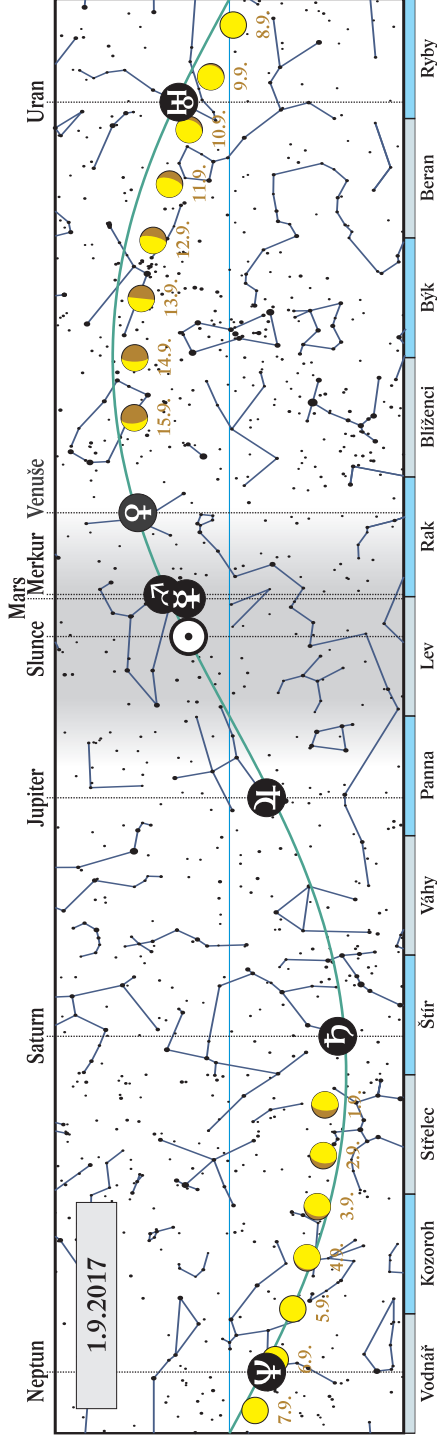 Neptun
Saturn
Jupiter
Slunce
Mars
Merkur
Venuše
Uran
1.9.2017
7.9.
6.9.
5.9.
4.9.
3.9.
2.9.
1.9.
15.9.
14.9.
13.9.
12.9.
11.9.
10.9.
9.9.
8.9.
Vodnář
Kozoroh
Střelec
Štír
Váhy
Panna
Lev
Rak
Blíženci
Býk
Beran
Ryby